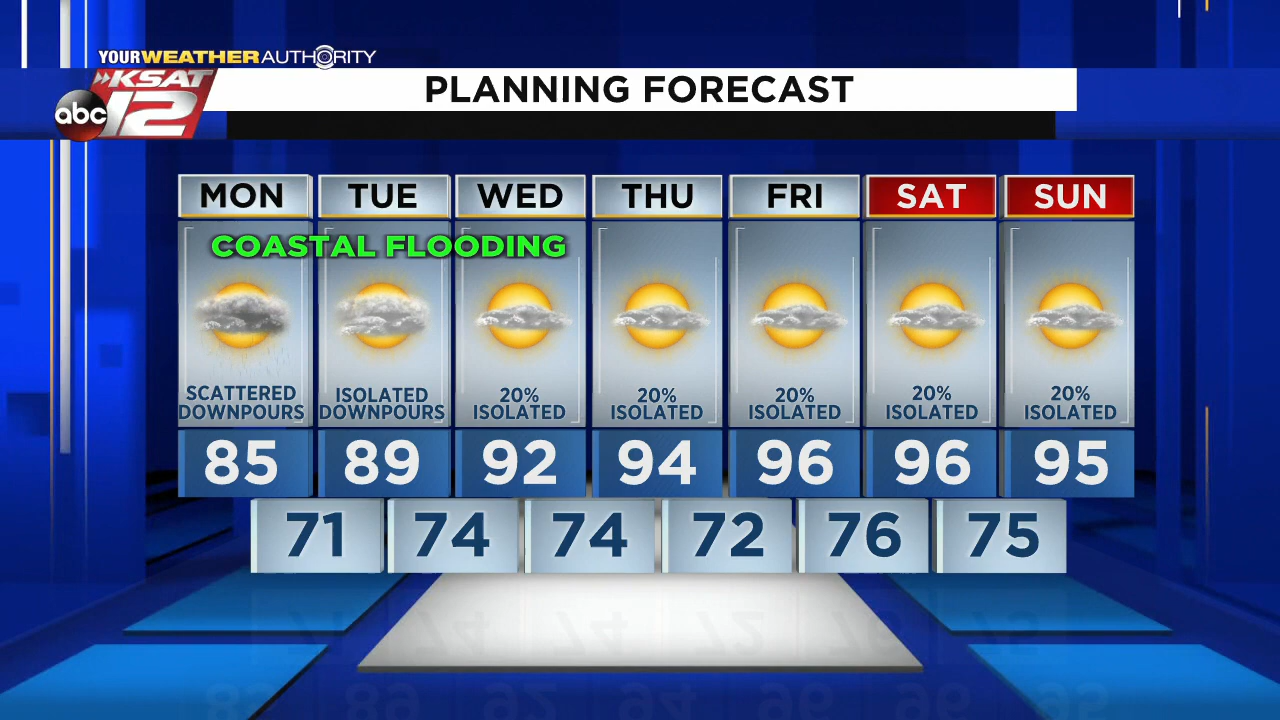 YOURWEATHERAUTHORITY
KSAT
abc 12
PLANNING FORECAST
MON TUE WED THU FRI SAT SUN
COASTAL FLOODING
SCATTERED DOWNPOURS
ISOLATED DOWNPOURS
20% ISOLATED
20% ISOLATED
20% ISOLATED
20% ISOLATED
20% ISOLATED
85 89 92 94 96 96 95
71 74 74 72 76 75